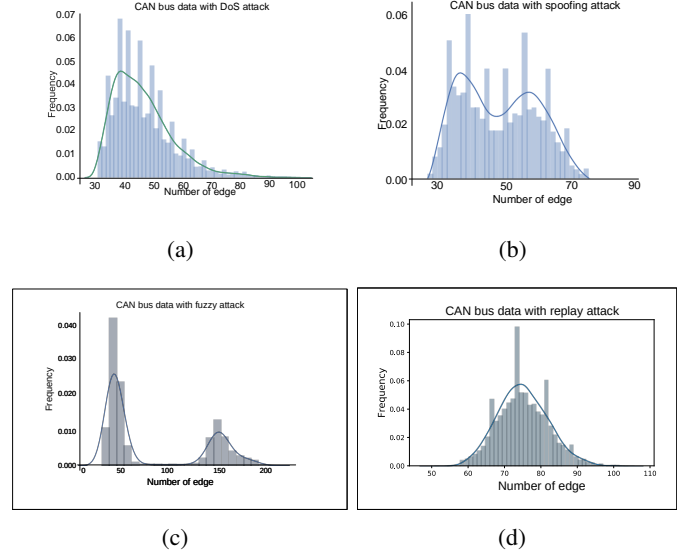 CAN bus data with DoS attack
0.07
0.06
0.05
0.04
0.03
0.02
0.01
0.00
Frequency
30 40 50 60 70 80 90 100
Number of edge
(a)
CAN bus data with spoofing attack
0.06
0.04
0.02
0.00
Frequency
30 50 70 90
Number of edge
(b)
CAN bus data with fuzzy attack
0.040
0.030
0.020
0.010
0.000
Frequency
0 50 100 150 200
Number of edge
(c)
CAN bus data with replay attack
0.10
0.08
0.06
0.04
0.02
0.00
Frequency
50 60 70 80 90 100 110
Number of edge
(d)